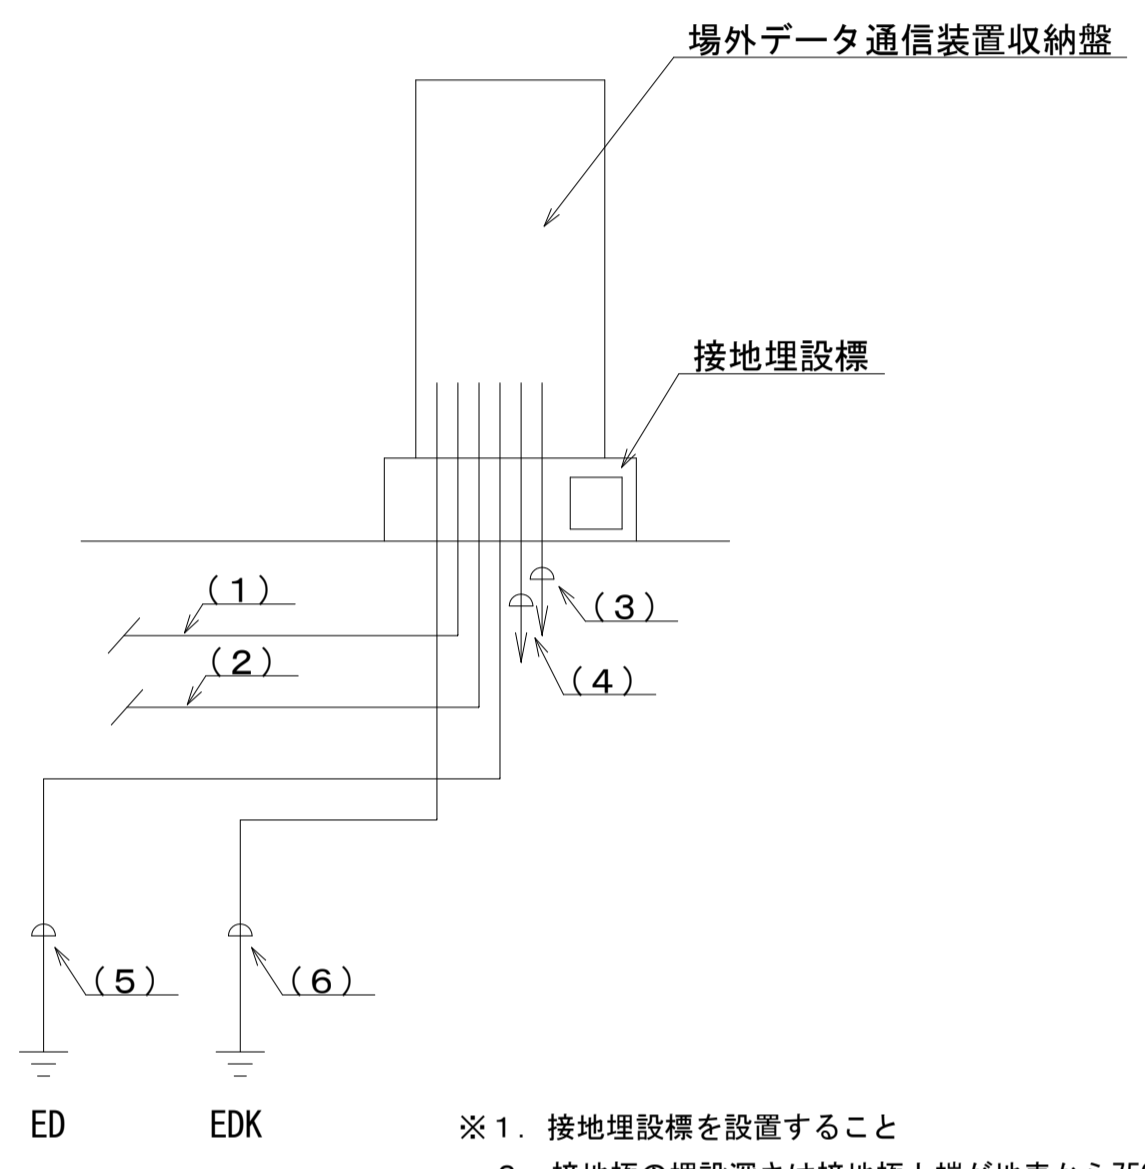 場外データ通信装置収納盤
接地埋設標
(1)
(3)
(2)
(4)
(5)
(6)
ED
EDK
※1. 接地埋設標を設置すること